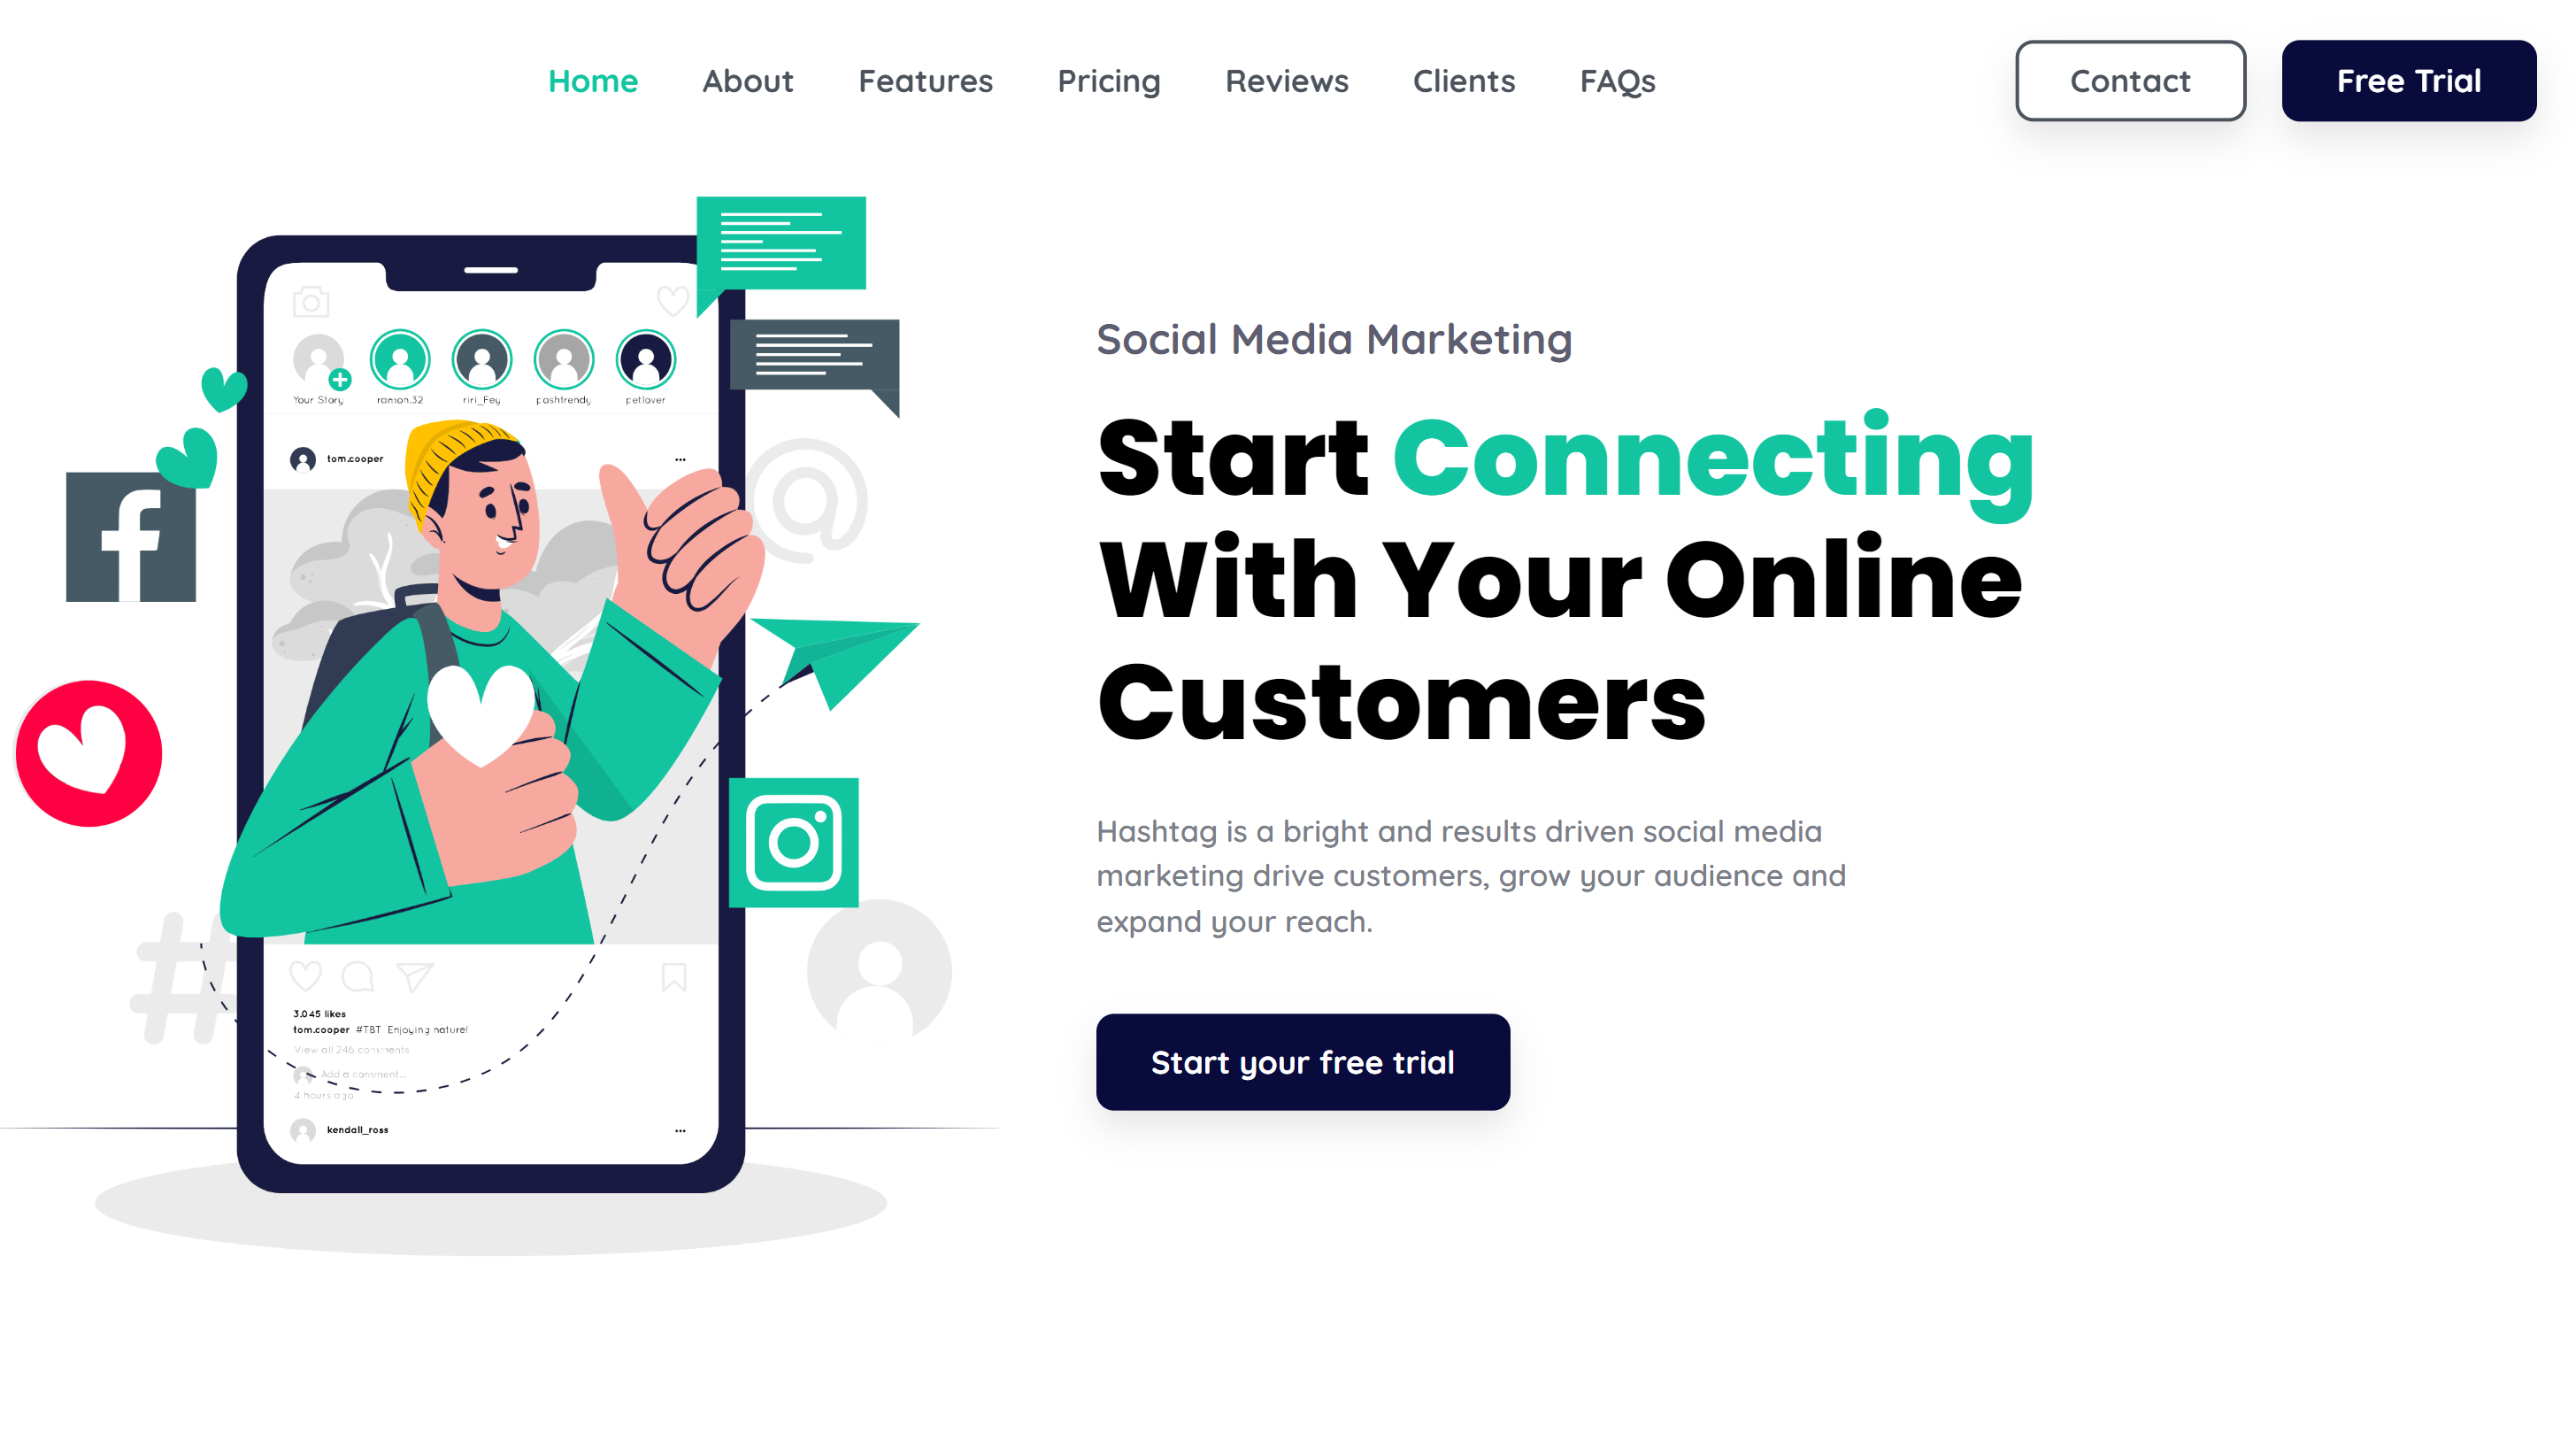 Home About Features Pricing Reviews Clients FAQs Contact Free Trial
Your Story ramon.32 riri_Fey poshtrendy petlover
tom.cooper
3.045 likes
tom.cooper #TBT Enjoying nature!
View all 246 comments
Add a comment...
4 hours ago
kendall_ross
Social Media Marketing
Start Connecting
With Your Online
Customers
Hashtag is a bright and results driven social media
marketing drive customers, grow your audience and
expand your reach.
Start your free trial